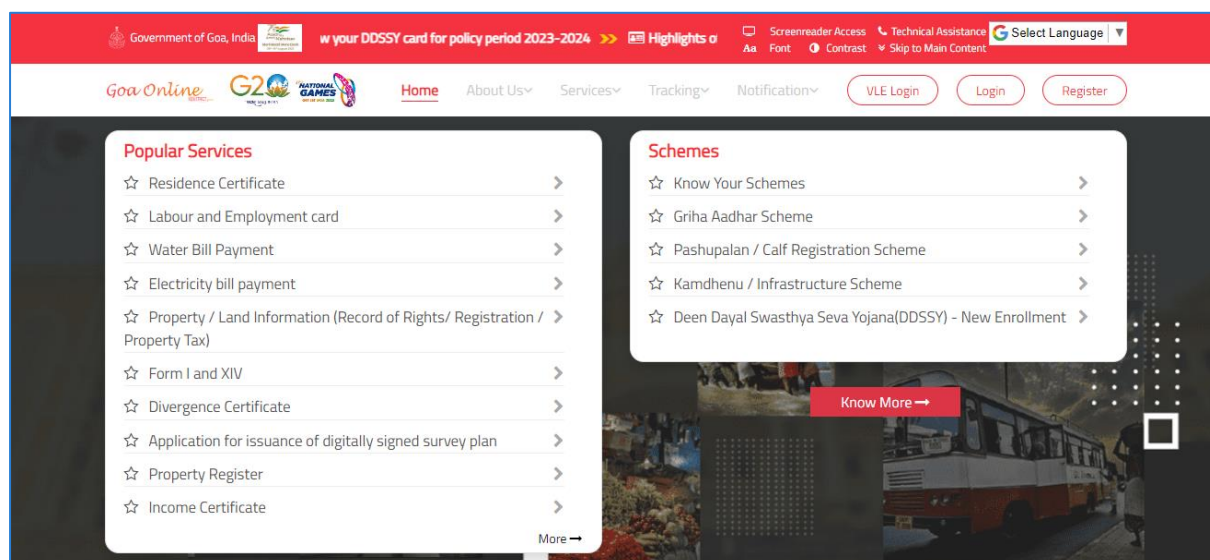 Government of Goa, India
w your DDSSY card for policy period 2023-2024 >> Highlights o
Screenreader Access Technical Assistance
Aa Font Contrast Skip to Main Content
G Select Language ▼
Goa Online
G20
NATIONAL
GAMES
Home About Us Services Tracking Notification VLE Login Login Register
Popular Services
Residence Certificate
Labour and Employment card
Water Bill Payment
Electricity bill payment
Property / Land Information (Record of Rights/ Registration /
Property Tax)
Form I and XIV
Divergence Certificate
Application for issuance of digitally signed survey plan
Property Register
Income Certificate
More →
Schemes
Know Your Schemes
Griha Aadhar Scheme
Pashupalan / Calf Registration Scheme
Kamdhenu / Infrastructure Scheme
Deen Dayal Swasthya Seva Yojana(DDSSY) - New Enrollment
Know More →